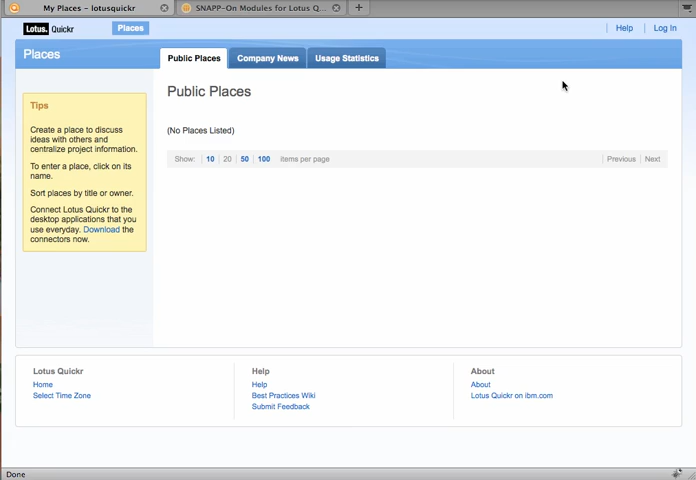 My Places – lotusquickr
SNAPP-On Modules for Lotus Q...
Lotus. Quickr
Places
Help
Log In
Places
Public Places
Company News
Usage Statistics
Tips
Create a place to discuss
ideas with others and
centralize project information.
To enter a place, click on its
name.
Sort places by title or owner.
Connect Lotus Quickr to the
desktop applications that you
use everyday. Download the
connectors now.
Public Places
(No Places Listed)
Show: 10 20 50 100 items per page
Previous Next
Lotus Quickr
Home
Select Time Zone
Help
Help
Best Practices Wiki
Submit Feedback
About
About
Lotus Quickr on ibm.com
Done